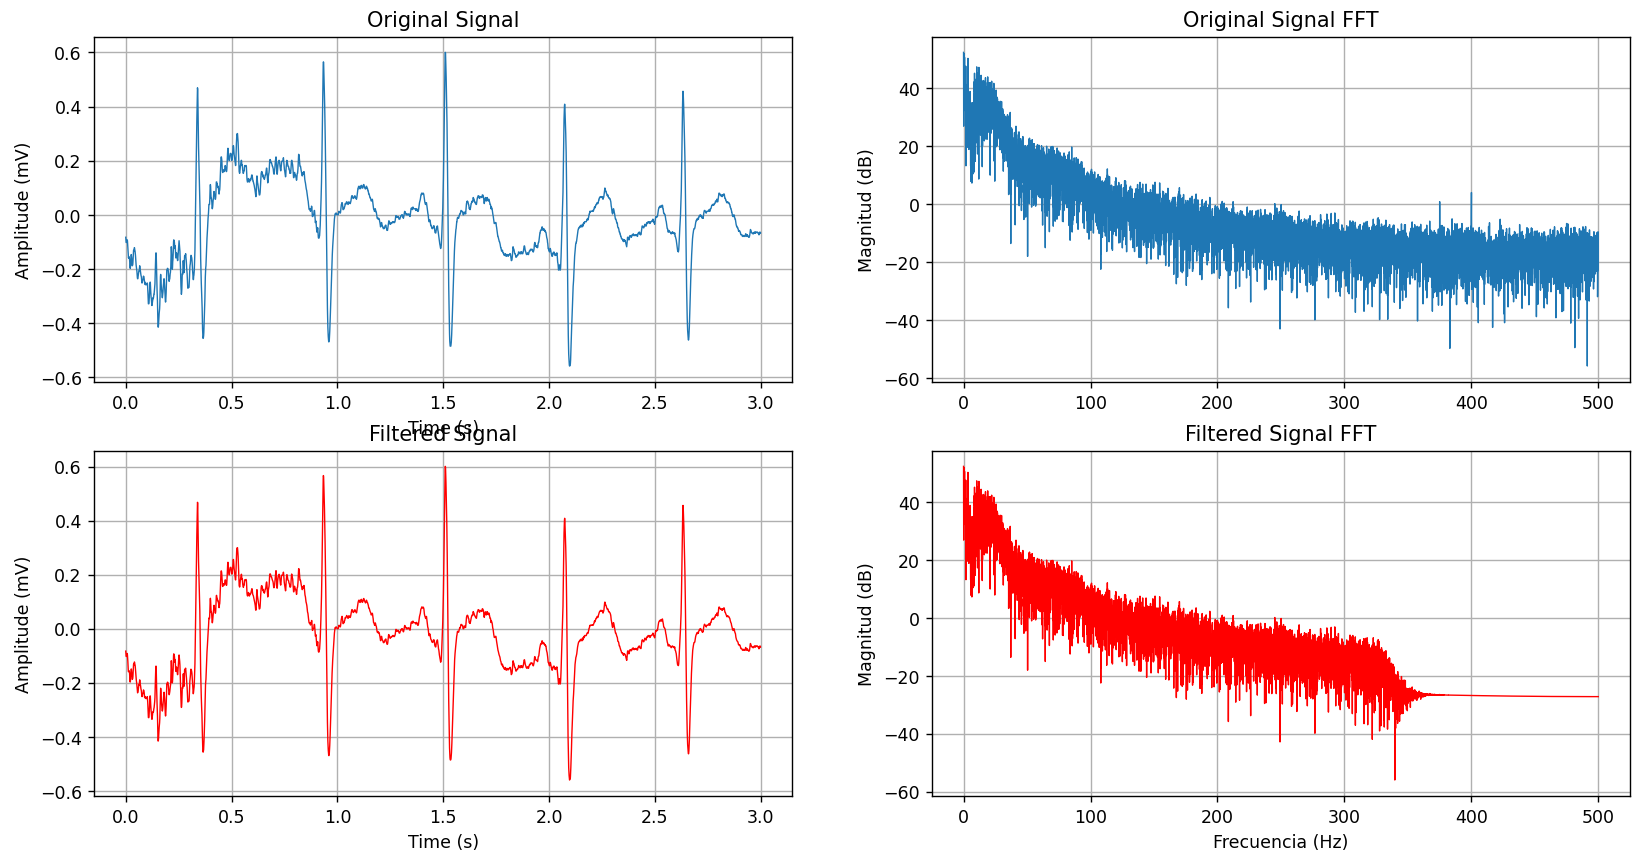 Original Signal
Amplitude (mV)
0.6
0.4
0.2
0.0
−0.2
−0.4
−0.6
0.0 0.5 1.0 1.5 2.0 2.5 3.0
Time (s)
Original Signal FFT
Magnitud (dB)
40
20
0
−20
−40
−60
0 100 200 300 400 500
Filtered Signal
Amplitude (mV)
0.6
0.4
0.2
0.0
−0.2
−0.4
−0.6
0.0 0.5 1.0 1.5 2.0 2.5 3.0
Time (s)
Filtered Signal FFT
Magnitud (dB)
40
20
0
−20
−40
−60
0 100 200 300 400 500
Frecuencia (Hz)